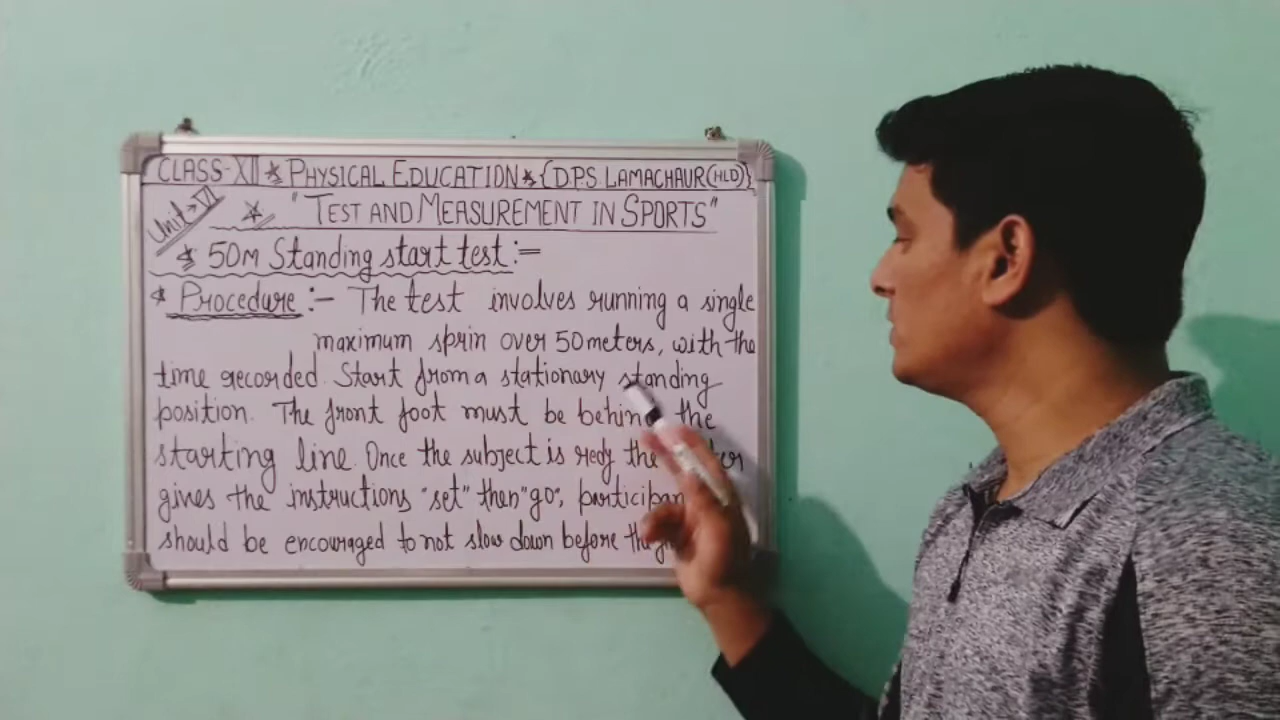 CLASS-XII * PHYSICAL EDUCATION * {D.P.S. LAMACHAUR(HLD)}
Unit→VI * "TEST AND MEASUREMENT IN SPORTS"
* 50M Standing start test:-
* Procedure :- The test involves running a single
maximum sprin over 50 meters, with the
time recorded. Start from a stationary standing
position. The front foot must be behind the
starting line. Once the subject is redy the
gives the instructions "set" then "go", participan
should be encouraged to not slow down before the